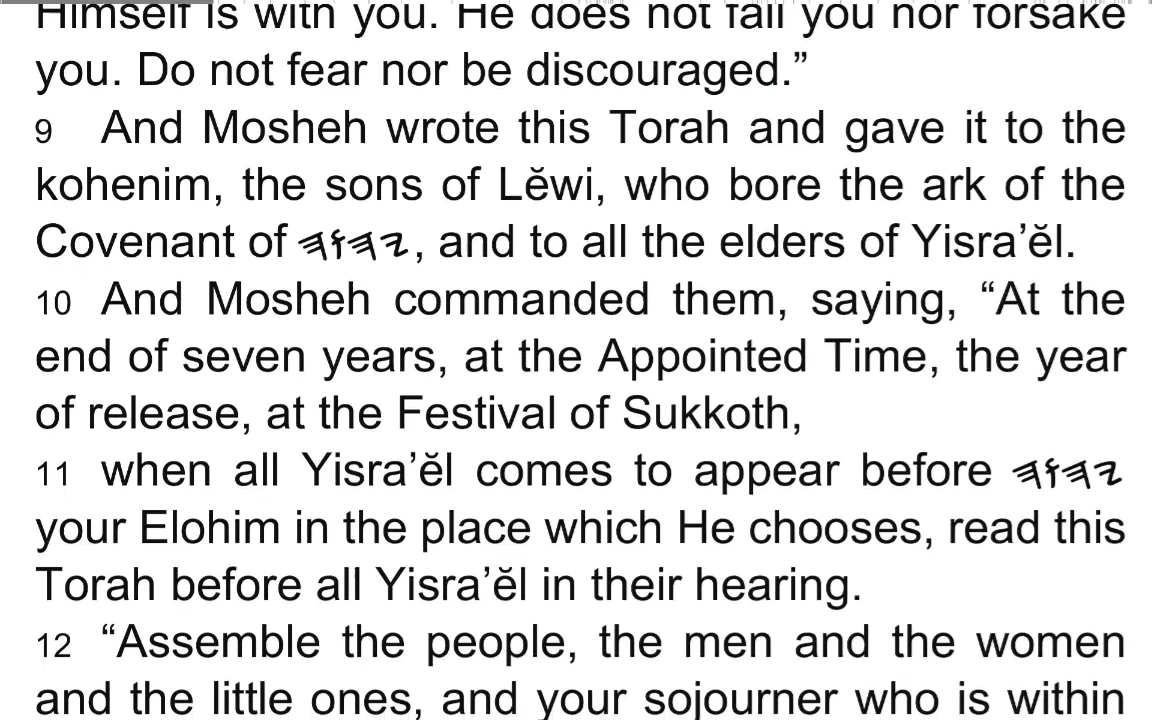 Himself is with you. He does not fail you nor forsake
you. Do not fear nor be discouraged.”
9 And Mosheh wrote this Torah and gave it to the
kohenim, the sons of Lĕwi, who bore the ark of the
Covenant of 𐤉𐤄𐤅𐤄, and to all the elders of Yisra’ĕl.
10 And Mosheh commanded them, saying, “At the
end of seven years, at the Appointed Time, the year
of release, at the Festival of Sukkoth,
11 when all Yisra’ĕl comes to appear before 𐤉𐤄𐤅𐤄
your Elohim in the place which He chooses, read this
Torah before all Yisra’ĕl in their hearing.
12 “Assemble the people, the men and the women
and the little ones, and your sojourner who is within